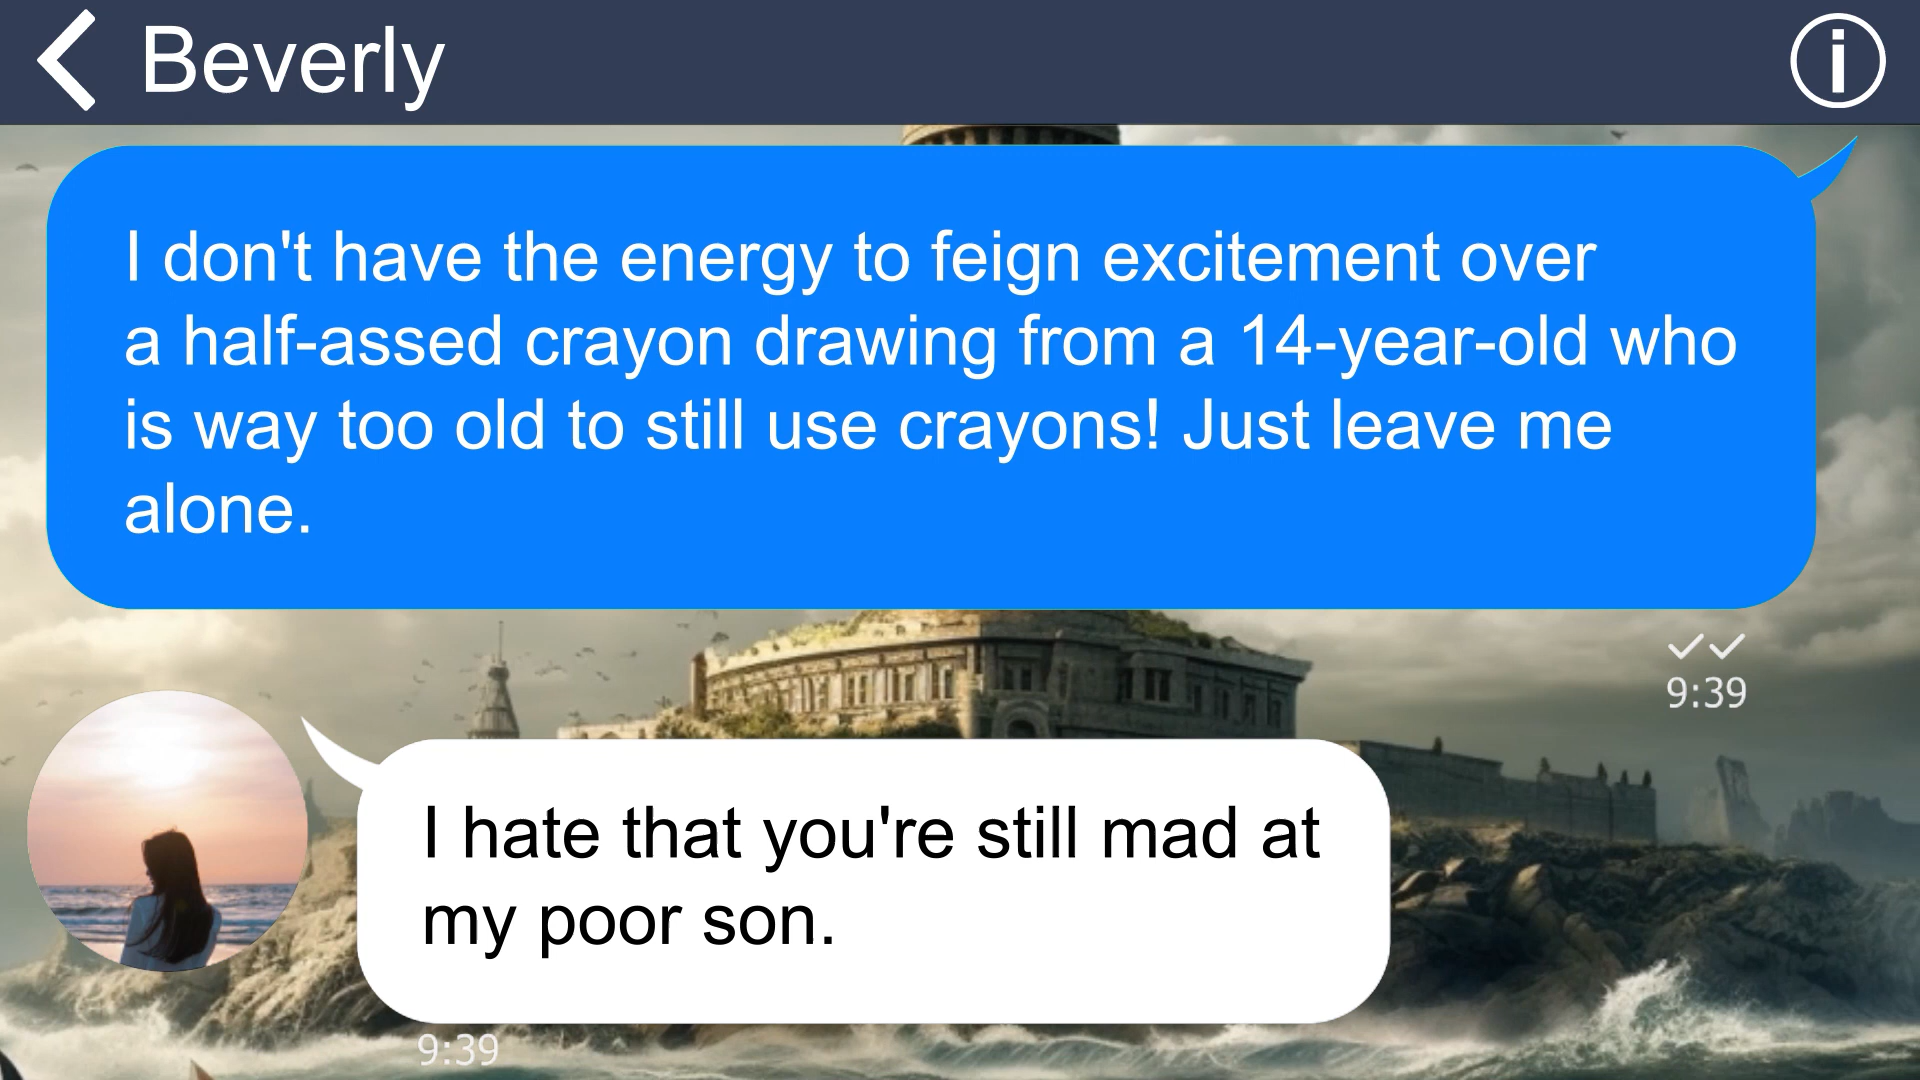 Beverly
I don't have the energy to feign excitement over
a half-assed crayon drawing from a 14-year-old who
is way too old to still use crayons! Just leave me
alone.
9:39
I hate that you're still mad at
my poor son.
9:39